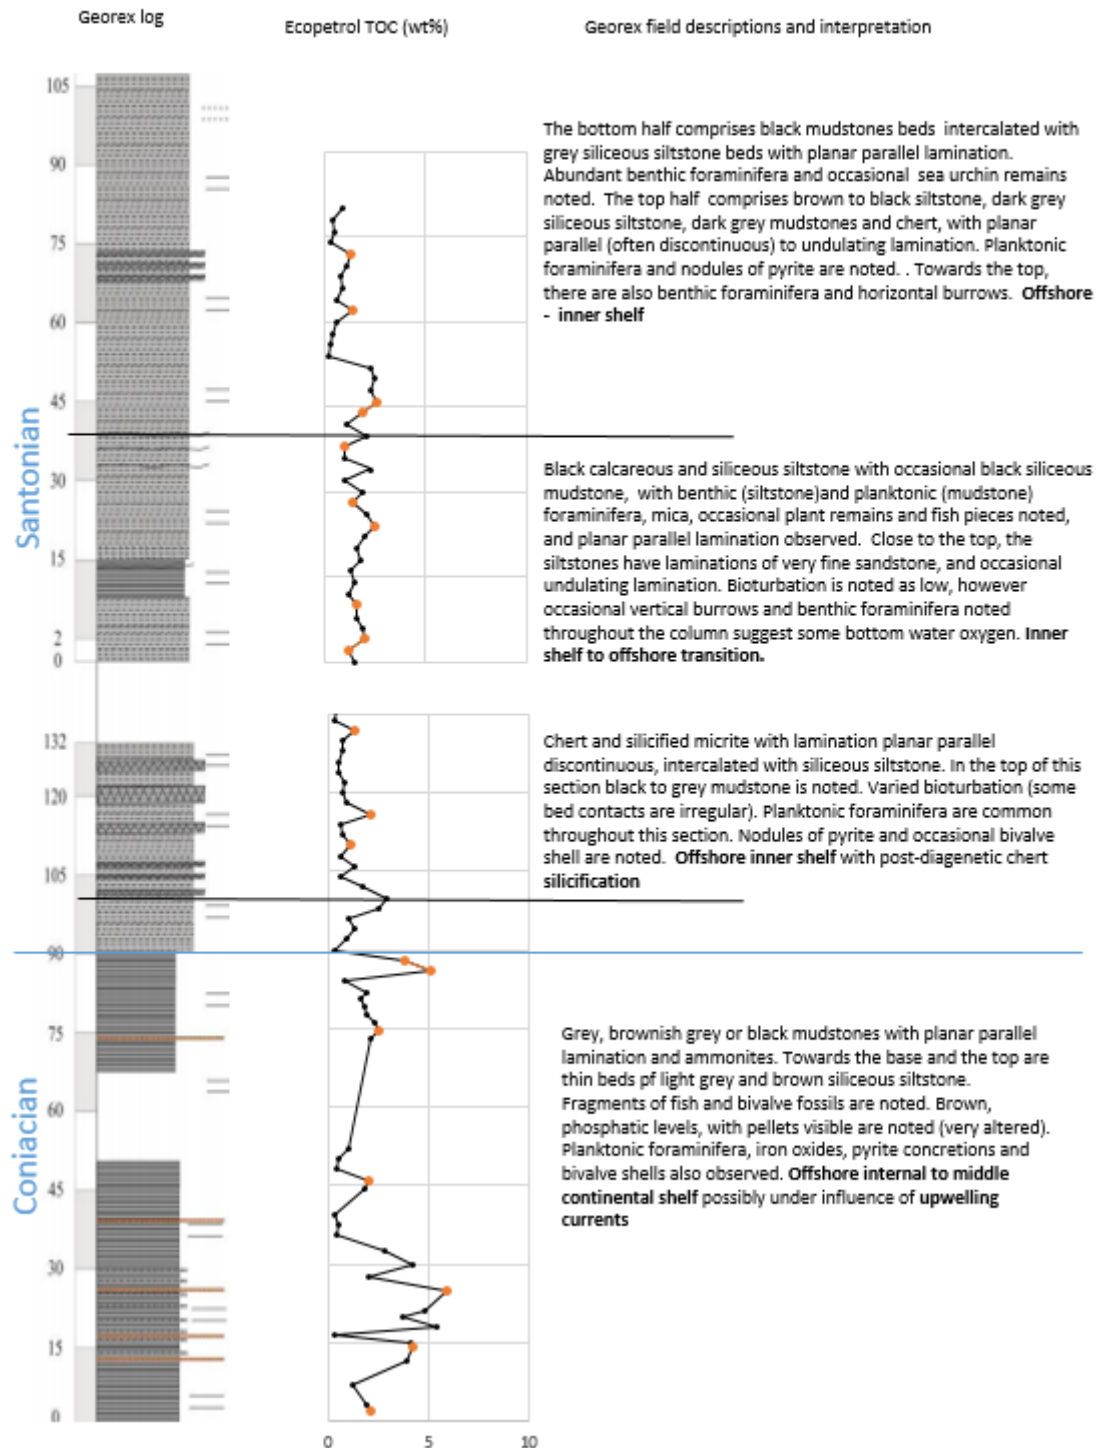 Georex log
Ecopetrol TOC (wt%)
Georex field descriptions and interpretation
105
90
75
60
45
30
15
2
0
Santonian
The bottom half comprises black mudstones beds intercalated with
grey siliceous siltstone beds with planar parallel lamination.
Abundant benthic foraminifera and occasional sea urchin remains
noted. The top half comprises brown to black siltstone, dark grey
siliceous siltstone, dark grey mudstones and chert, with planar
parallel (often discontinuous) to undulating lamination. Planktonic
foraminifera and nodules of pyrite are noted. . Towards the top,
there are also benthic foraminifera and horizontal burrows. Offshore
- inner shelf
Black calcareous and siliceous siltstone with occasional black siliceous
mudstone, with benthic (siltstone)and planktonic (mudstone)
foraminifera, mica, occasional plant remains and fish pieces noted,
and planar parallel lamination observed. Close to the top, the
siltstones have laminations of very fine sandstone, and occasional
undulating lamination. Bioturbation is noted as low, however
occasional vertical burrows and benthic foraminifera noted
throughout the column suggest some bottom water oxygen. Inner
shelf to offshore transition.
132
120
105
90
75
60
45
30
15
0
Coniacian
Chert and silicified micrite with lamination planar parallel
discontinuous, intercalated with siliceous siltstone. In the top of this
section black to grey mudstone is noted. Varied bioturbation (some
bed contacts are irregular). Planktonic foraminifera are common
throughout this section. Nodules of pyrite and occasional bivalve
shell are noted. Offshore inner shelf with post-diagenetic chert
silicification
Grey, brownish grey or black mudstones with planar parallel
lamination and ammonites. Towards the base and the top are
thin beds pf light grey and brown siliceous siltstone.
Fragments of fish and bivalve fossils are noted. Brown,
phosphatic levels, with pellets visible are noted (very altered).
Planktonic foraminifera, iron oxides, pyrite concretions and
bivalve shells also observed. Offshore internal to middle
continental shelf possibly under influence of upwelling
currents
0 5 10